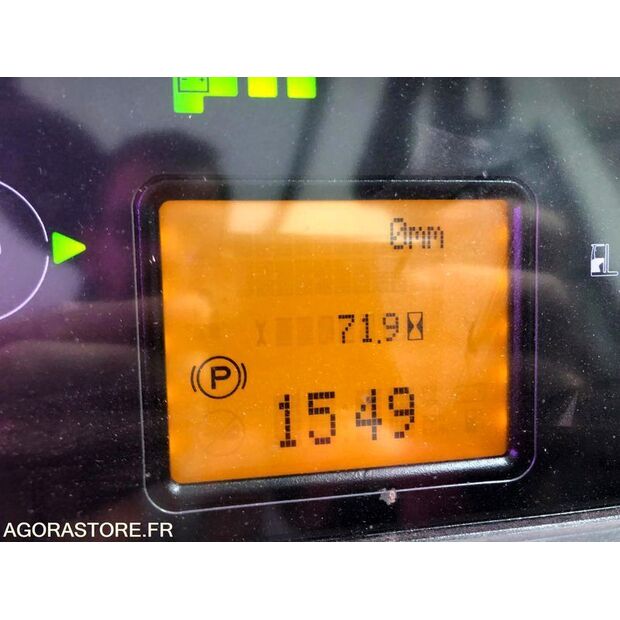 0mm
71.9
(P)
1549
AGORASTORE.FR